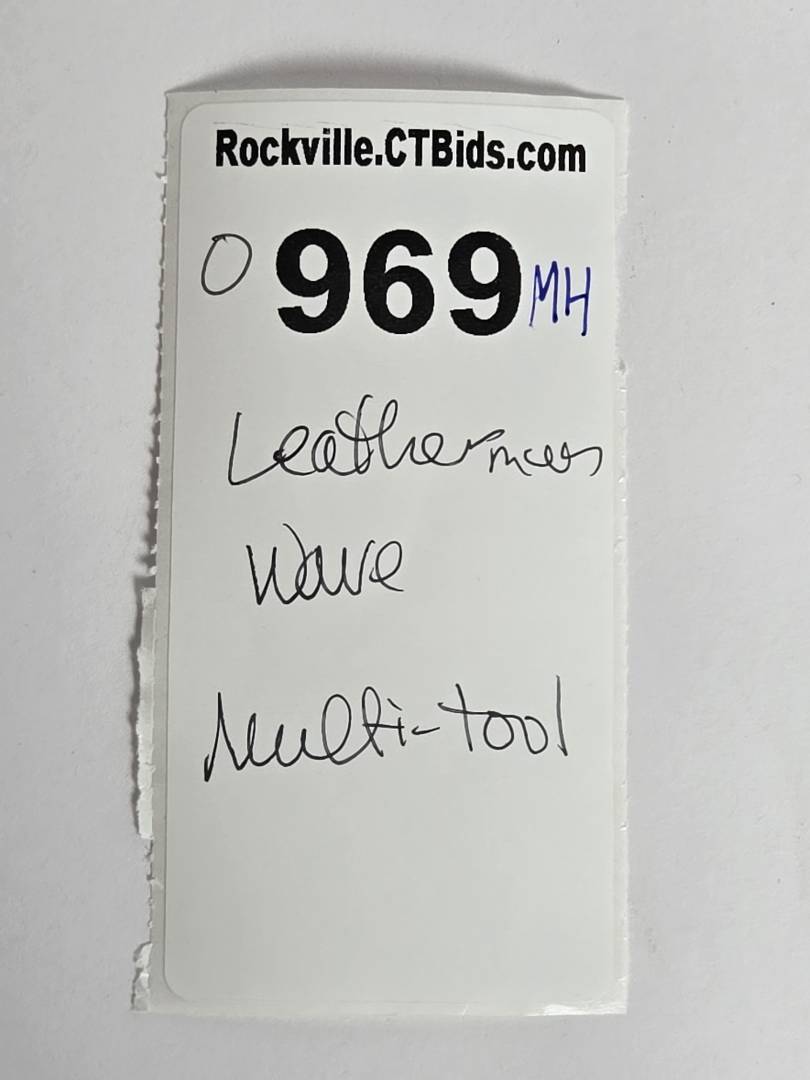 Rockville.CTBids.com
0 969 MH
Leatherman
Wave
Multi-tool